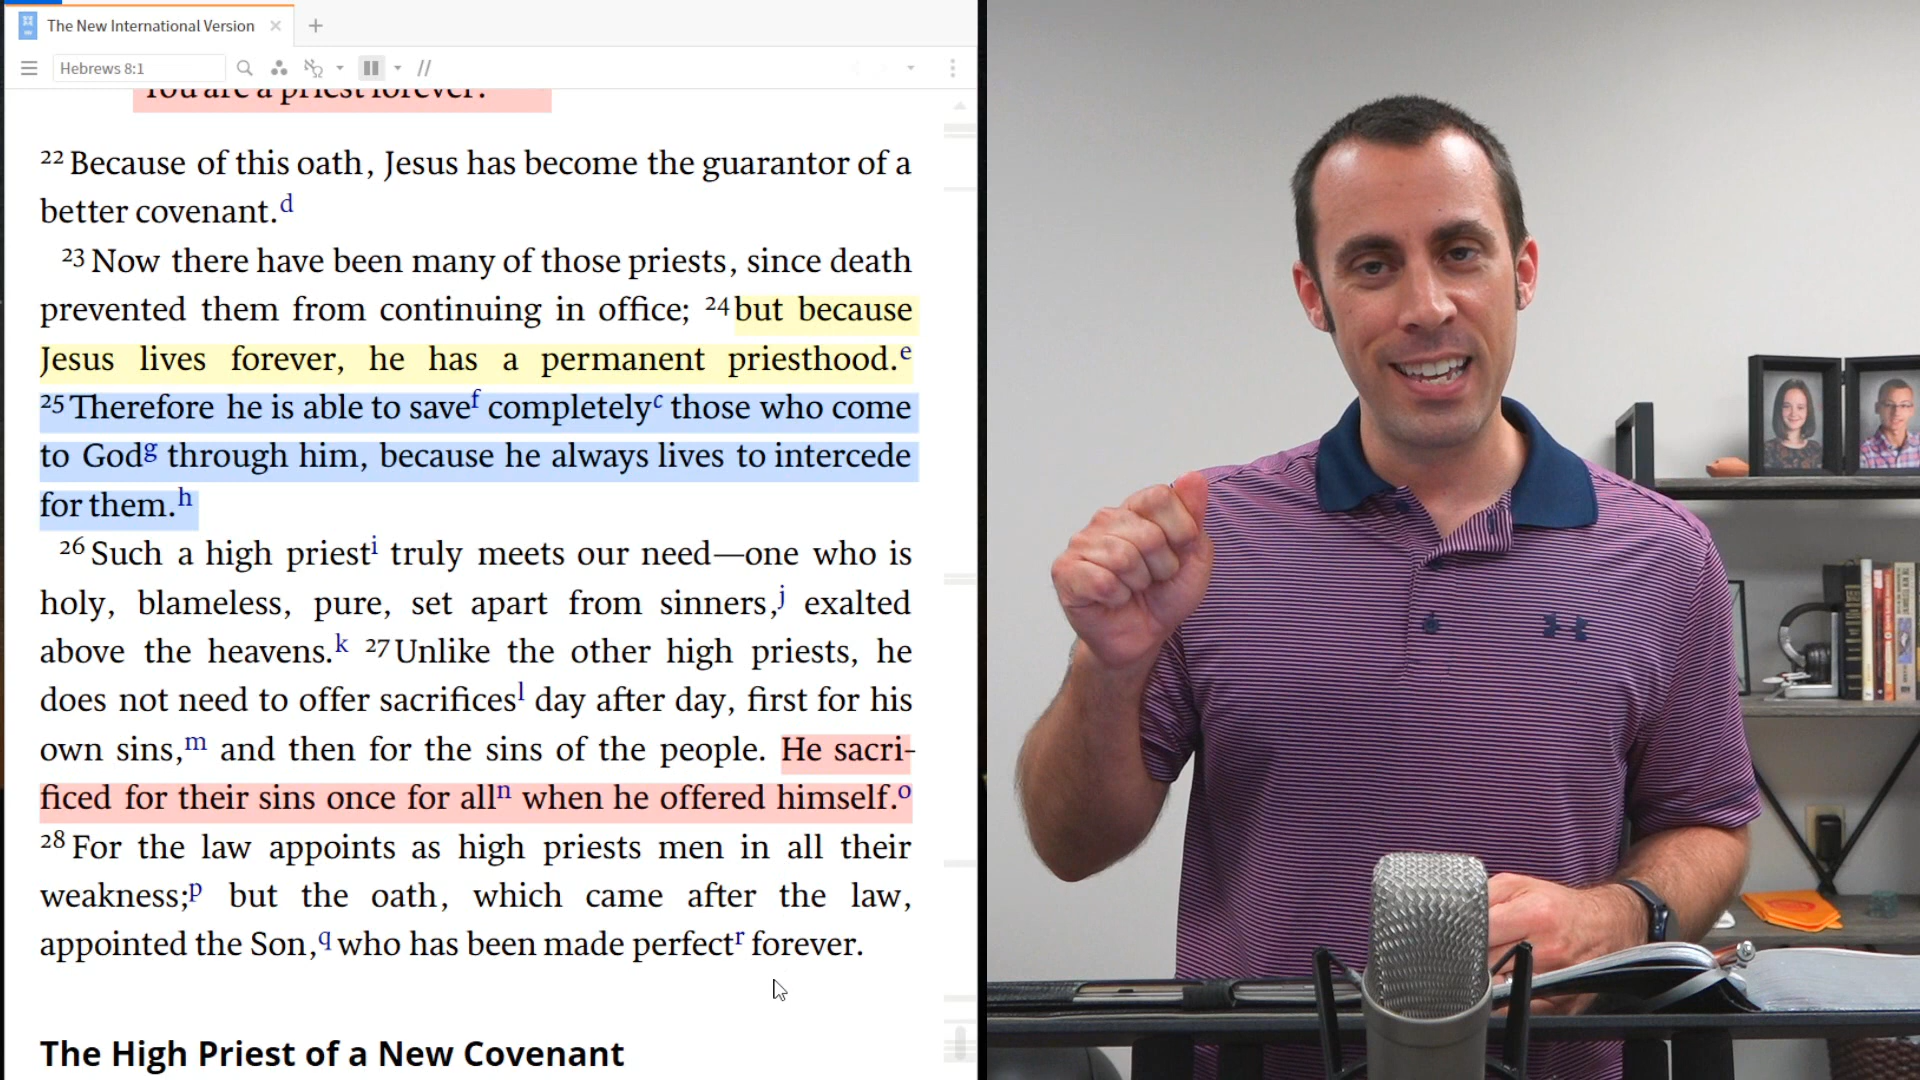 The New International Version
Hebrews 8:1
You are a priest forever.'
22 Because of this oath, Jesus has become the guarantor of a
better covenant.d
23 Now there have been many of those priests, since death
prevented them from continuing in office; 24 but because
Jesus lives forever, he has a permanent priesthood.e
25 Therefore he is able to savef completelyc those who come
to Godg through him, because he always lives to intercede
for them.h
26 Such a high priesti truly meets our need—one who is
holy, blameless, pure, set apart from sinners,j exalted
above the heavens.k 27 Unlike the other high priests, he
does not need to offer sacrificesl day after day, first for his
own sins,m and then for the sins of the people. He sacri-
ficed for their sins once for alln when he offered himself.o
28 For the law appoints as high priests men in all their
weakness;p but the oath, which came after the law,
appointed the Son,q who has been made perfectr forever.
The High Priest of a New Covenant